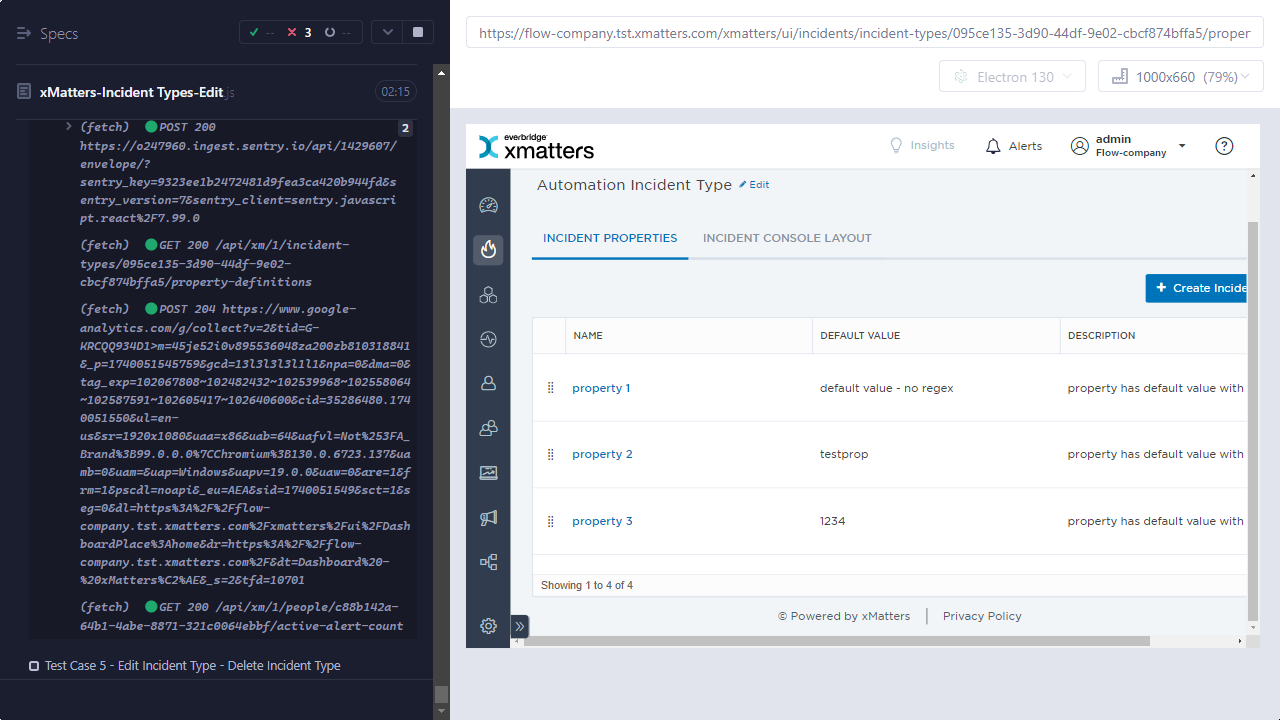 Specs
--
3
--
xMatters-Incident Types-Edit.js
02:15
(fetch) POST 200
2
https://o247960.ingest.sentry.io/api/1429607/
envelope/?
sentry_key=9323ee1b2472481d9fea3ca420b944fd&s
entry_version=7&sentry_client=sentry.javascri
pt.react%2F7.99.0
(fetch) GET 200 /api/xm/1/incident-
types/095ce135-3d90-44df-9e02-
cbcf874bffa5/property-definitions
(fetch) POST 204 https://www.google-
analytics.com/g/collect?v=2&tid=G-
KRCQQ934D1>m=45je52i0v895536048za200zb810318841
&_p=1740051545759&gcd=13l3l3l3l1l1&npa=0&dma=0&
tag_exp=102067808~102482432~102539968~102558064
~102587591~102605417~102640600&cid=35286480.174
0051550&ul=en-
us&sr=1920x1080&uaa=x86&uab=64&uafvl=Not%253FA_
Brand%3B99.0.0.0%7CChromium%3B130.0.6723.137&ua
mb=0&uam=&uap=Windows&uapv=19.0.0&uaw=0&are=1&f
rm=1&pscdl=noapi&_eu=AEA&sid=1740051549&sct=1&s
eg=0&dl=https%3A%2F%2Fflow-
company.tst.xmatters.com%2Fxmatters%2Fui%2FDash
boardPlace%3Ahome&dr=https%3A%2F%2Fflow-
company.tst.xmatters.com%2F&dt=Dashboard%20-
%20xMatters%C2%AE&_s=2&tfd=10701
(fetch) GET 200 /api/xm/1/people/c88b142a-
64b1-4abe-8871-321c0064ebbf/active-alert-count
Test Case 5 - Edit Incident Type - Delete Incident Type
https://flow-company.tst.xmatters.com/xmatters/ui/incidents/incident-types/095ce135-3d90-44df-9e02-cbcf874bffa5/proper
Electron 130
1000x660 (79%)
everbridge
xmatters
Insights
Alerts
admin
Flow-company
Automation Incident Type Edit
INCIDENT PROPERTIES
INCIDENT CONSOLE LAYOUT
+ Create Incide
NAME
DEFAULT VALUE
DESCRIPTION
property 1
default value - no regex
property has default value with
property 2
testprop
property has default value with
property 3
1234
property has default value with
Showing 1 to 4 of 4
© Powered by xMatters
Privacy Policy